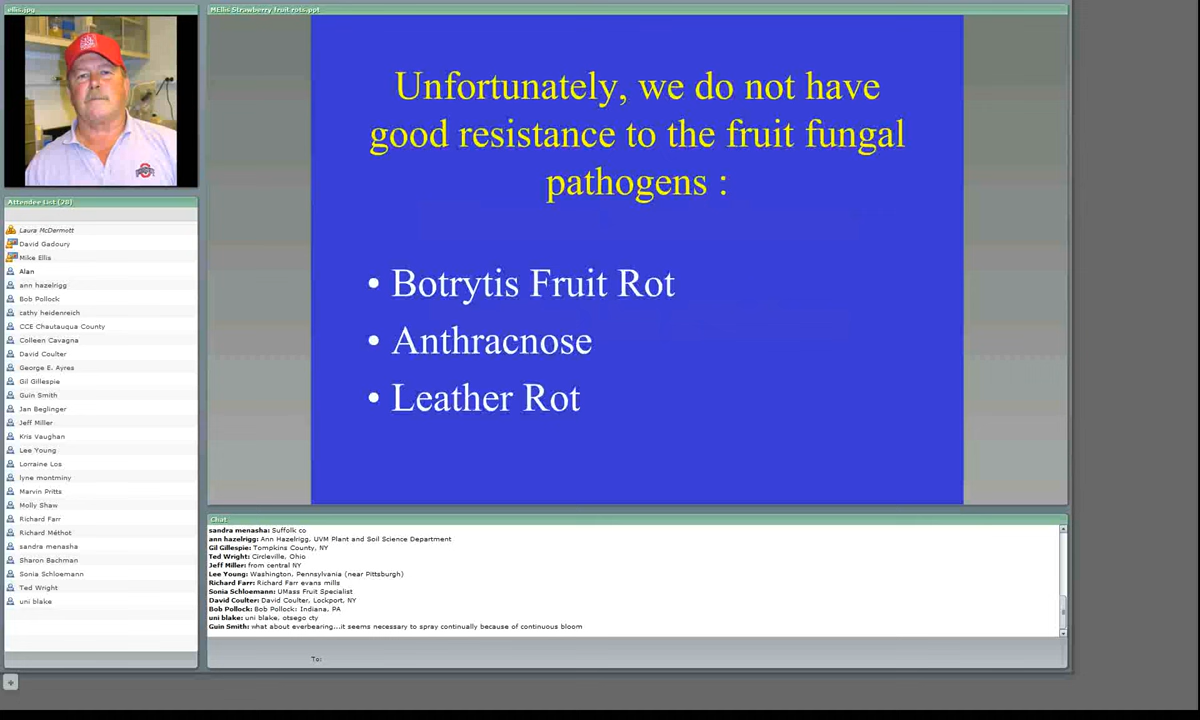 ellis.jpg
MEllis Strawberry fruit rots.ppt
Unfortunately, we do not have
good resistance to the fruit fungal
pathogens :
• Botrytis Fruit Rot
• Anthracnose
• Leather Rot
Attendee List (28)
Laura McDermott
David Gadoury
Mike Ellis
Alan
ann hazelrigg
Bob Pollock
cathy heidenreich
CCE Chautauqua County
Colleen Cavagna
David Coulter
George E. Ayres
Gil Gillespie
Guin Smith
Jan Beglinger
Jeff Miller
Kris Vaughan
Lee Young
Lorraine Los
lyne montminy
Marvin Pritts
Molly Shaw
Richard Farr
Richard Méthot
sandra menasha
Sharon Bachman
Sonia Schloemann
Ted Wright
uni blake
Chat
sandra menasha: Suffolk co
ann hazelrigg: Ann Hazelrigg, UVM Plant and Soil Science Department
Gil Gillespie: Tompkins County, NY
Ted Wright: Circleville, Ohio
Jeff Miller: from central NY
Lee Young: Washington, Pennsylvania (near Pittsburgh)
Richard Farr: Richard Farr evans mills
Sonia Schloemann: UMass Fruit Specialist
David Coulter: David Coulter, Lockport, NY
Bob Pollock: Bob Pollock: Indiana, PA
uni blake: uni blake, otsego cty
Guin Smith: what about everbearing...it seems necessary to spray continually because of continuous bloom
To: